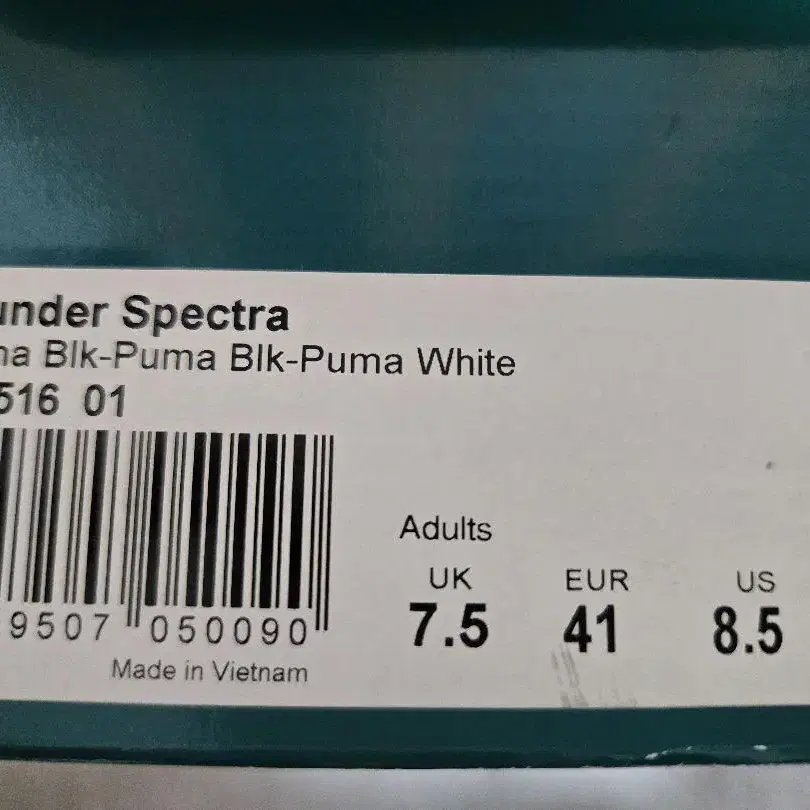 under Spectra
na Blk-Puma Blk-Puma White
516 01
9507 050090
Made in Vietnam
Adults
UK EUR US
7.5 41 8.5